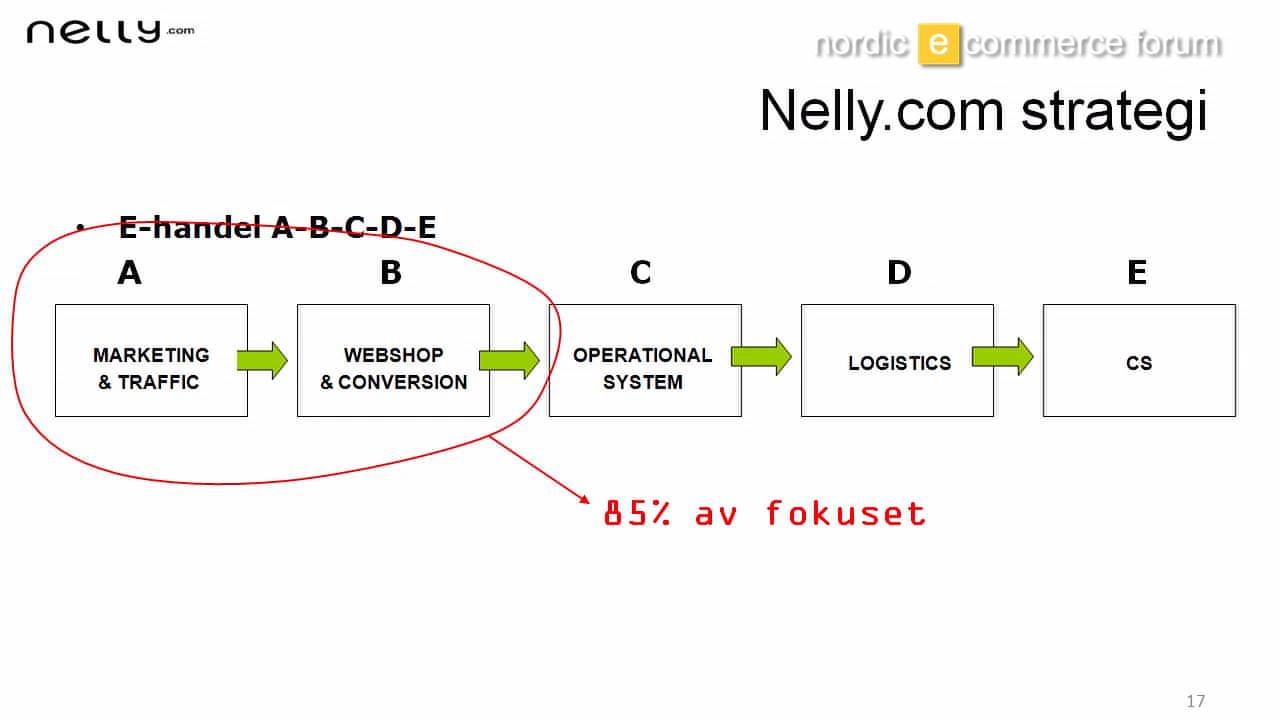 nelly.com
nordic e commerce forum
Nelly.com strategi
• E-handel A-B-C-D-E
A B C D E
MARKETING
& TRAFFIC
WEBSHOP
& CONVERSION
OPERATIONAL
SYSTEM
LOGISTICS
CS
85% av fokuset
17